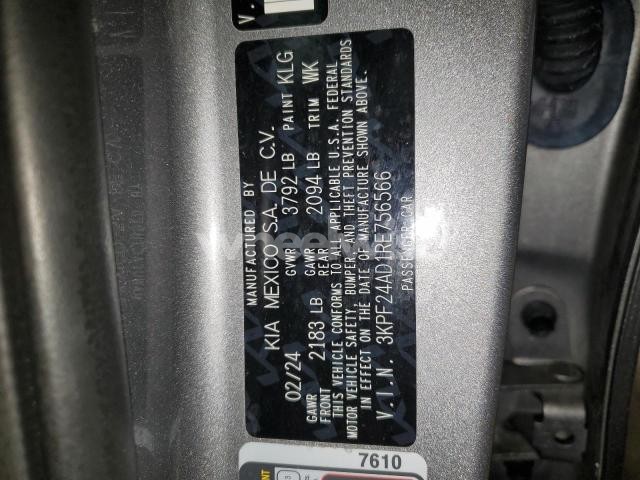 MANUFACTURED BY
KIA MEXICO S.A. DE C.V.
02/24 GVWR 3792 LB PAINT KLG
GAWR FRONT 2183 LB GAWR REAR 2094 LB TRIM WK
THIS VEHICLE CONFORMS TO ALL APPLICABLE U.S.A. FEDERAL
MOTOR VEHICLE SAFETY, BUMPER, AND THEFT PREVENTION STANDARDS
IN EFFECT ON THE DATE OF MANUFACTURE SHOWN ABOVE.
V.I.N. 3KPF24AD1RE756566
PASSENGER CAR
7610